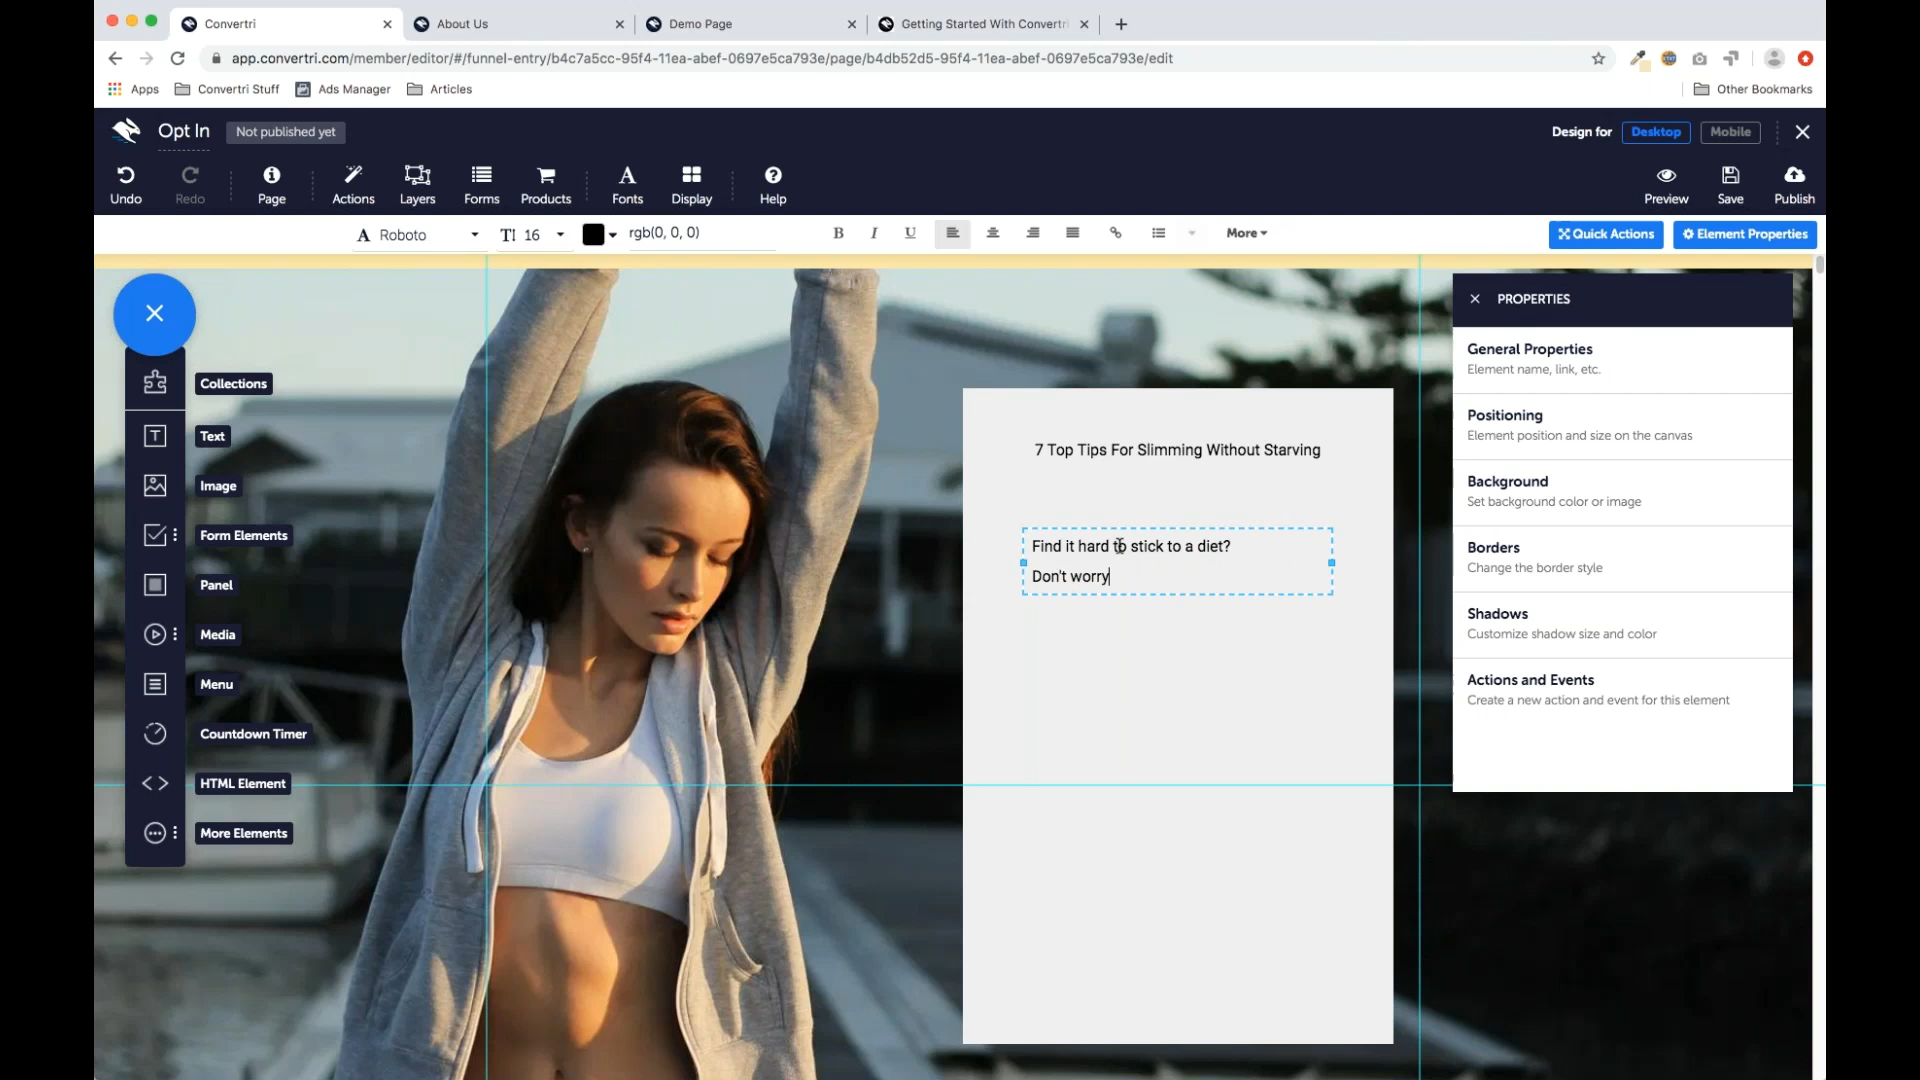 Convertri
About Us
Demo Page
Getting Started With Convertri
app.convertri.com/member/editor/#/funnel-entry/b4c7a5cc-95f4-11ea-abef-0697e5ca793e/page/b4db52d5-95f4-11ea-abef-0697e5ca793e/edit
Apps
Convertri Stuff
Ads Manager
Articles
Other Bookmarks
Opt In
Not published yet
Design for
Desktop
Mobile
Undo
Redo
Page
Actions
Layers
Forms
Products
Fonts
Display
Help
Preview
Save
Publish
Roboto
16
rgb(0, 0, 0)
B
I
U
More
Quick Actions
Element Properties
Collections
Text
Image
Form Elements
Panel
Media
Menu
Countdown Timer
HTML Element
More Elements
7 Top Tips For Slimming Without Starving
Find it hard to stick to a diet?
Don't worry
PROPERTIES
General Properties
Element name, link, etc.
Positioning
Element position and size on the canvas
Background
Set background color or image
Borders
Change the border style
Shadows
Customize shadow size and color
Actions and Events
Create a new action and event for this element